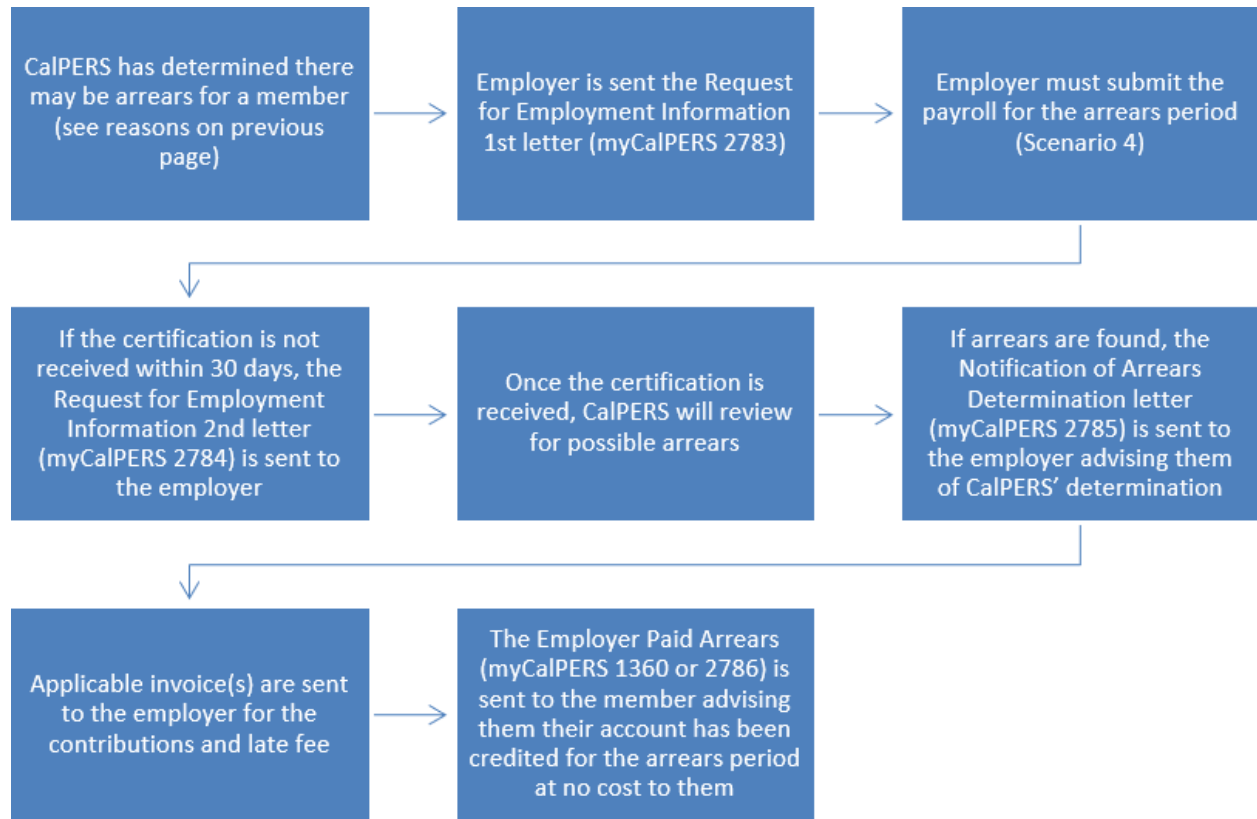 CalPERS has determined there
may be arrears for a member
(see reasons on previous
page)
Employer is sent the Request
for Employment Information
1st letter (myCalPERS 2783)
Employer must submit the
payroll for the arrears period
(Scenario 4)
If the certification is not
received within 30 days, the
Request for Employment
Information 2nd letter
(myCalPERS 2784) is sent to
the employer
Once the certification is
received, CalPERS will review
for possible arrears
If arrears are found, the
Notification of Arrears
Determination letter
(myCalPERS 2785) is sent to
the employer advising them
of CalPERS’ determination
Applicable invoice(s) are sent
to the employer for the
contributions and late fee
The Employer Paid Arrears
(myCalPERS 1360 or 2786) is
sent to the member advising
them their account has been
credited for the arrears period
at no cost to them